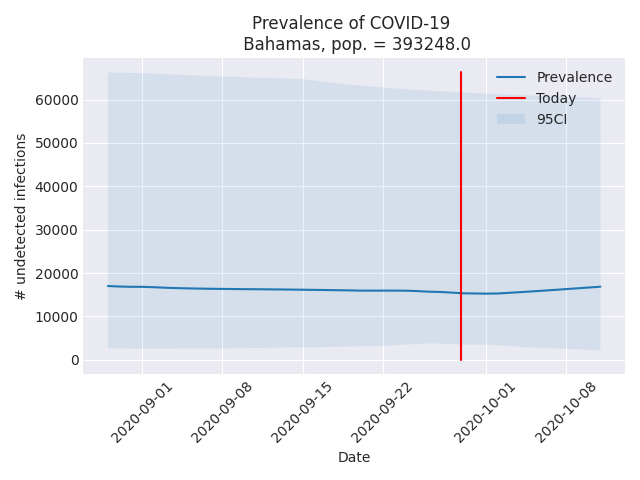 Prevalence of COVID-19
Bahamas, pop. = 393248.0
Prevalence
Today
95CI
60000
50000
40000
30000
20000
10000
0
# undetected infections
2020-09-01
2020-09-08
2020-09-15
2020-09-22
2020-10-01
2020-10-08
Date